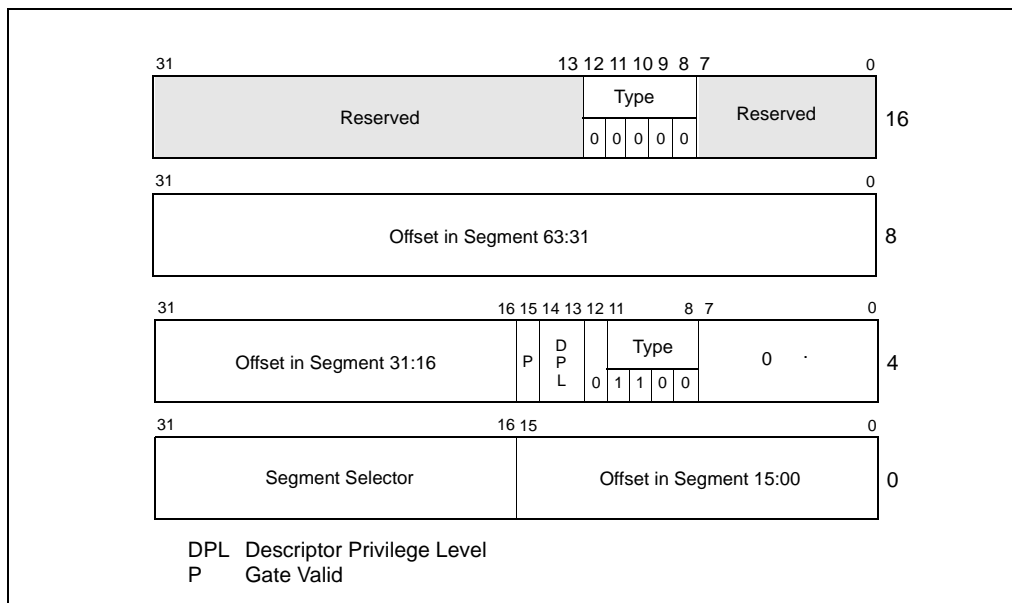 31 13 12 11 10 9 8 7 0
Type
Reserved Reserved 16
0 0 0 0 0
31 0
Offset in Segment 63:31 8
31 16 15 14 13 12 11 8 7 0
Offset in Segment 31:16 P DPL Type 0 . 4
0 1 1 0 0
31 16 15 0
Segment Selector Offset in Segment 15:00 0
DPL Descriptor Privilege Level
P Gate Valid